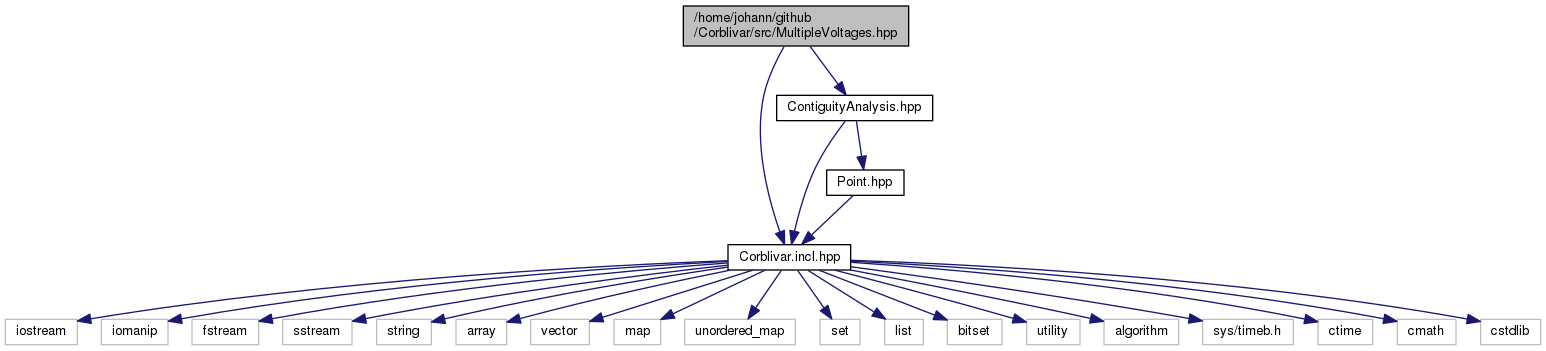 /home/johann/github
/Corblivar/src/MultipleVoltages.hpp
ContiguityAnalysis.hpp
Point.hpp
Corblivar.incl.hpp
iostream
iomanip
fstream
sstream
string
array
vector
map
unordered_map
set
list
bitset
utility
algorithm
sys/timeb.h
ctime
cmath
cstdlib